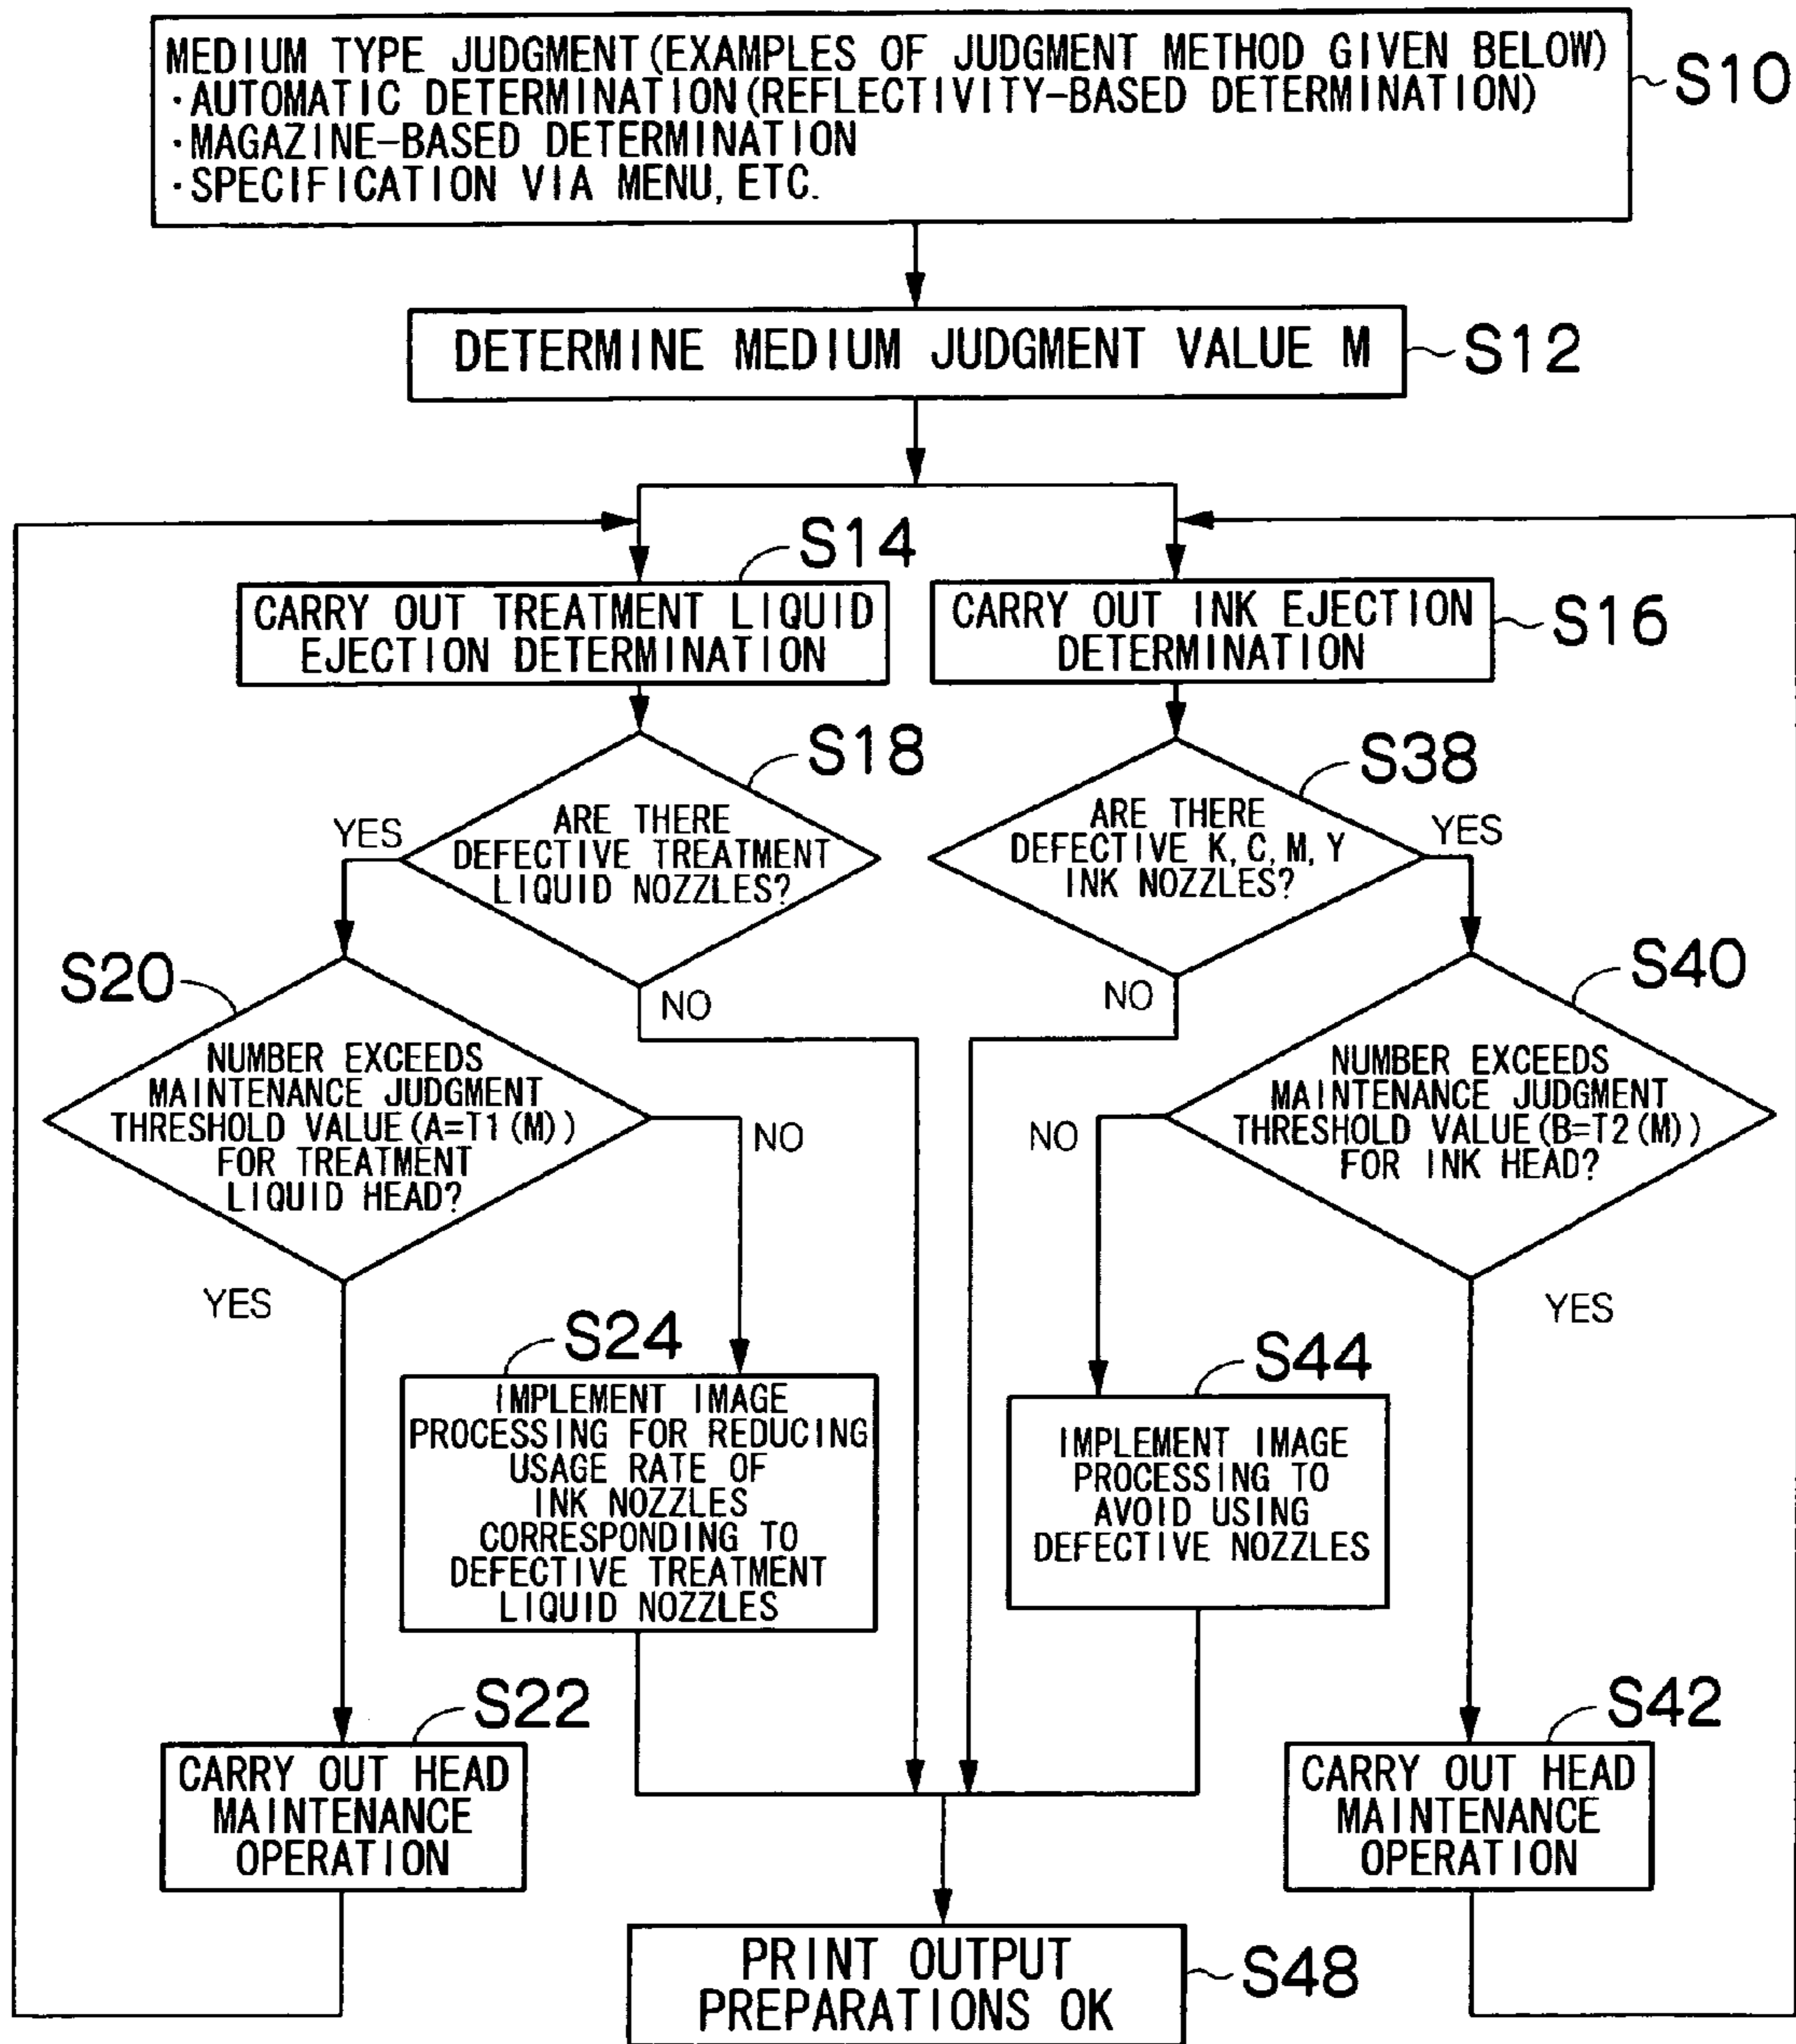 MEDIUM TYPE JUDGMENT (EXAMPLES OF JUDGMENT METHOD GIVEN BELOW)
· AUTOMATIC DETERMINATION (REFLECTIVITY-BASED DETERMINATION)
· MAGAZINE-BASED DETERMINATION
· SPECIFICATION VIA MENU, ETC.
S10
DETERMINE MEDIUM JUDGMENT VALUE M
S12
S14
CARRY OUT TREATMENT LIQUID
EJECTION DETERMINATION
CARRY OUT INK EJECTION
DETERMINATION
S16
S18
ARE THERE
DEFECTIVE TREATMENT
LIQUID NOZZLES?
YES
NO
S38
ARE THERE
DEFECTIVE K, C, M, Y
INK NOZZLES?
YES
NO
S20
NUMBER EXCEEDS
MAINTENANCE JUDGMENT
THRESHOLD VALUE (A=T1 (M))
FOR TREATMENT
LIQUID HEAD?
NO
YES
S40
NUMBER EXCEEDS
MAINTENANCE JUDGMENT
THRESHOLD VALUE (B=T2 (M))
FOR INK HEAD?
NO
YES
S24
IMPLEMENT IMAGE
PROCESSING FOR REDUCING
USAGE RATE OF
INK NOZZLES
CORRESPONDING TO
DEFECTIVE TREATMENT
LIQUID NOZZLES
S44
IMPLEMENT IMAGE
PROCESSING TO
AVOID USING
DEFECTIVE NOZZLES
S22
CARRY OUT HEAD
MAINTENANCE
OPERATION
S42
CARRY OUT HEAD
MAINTENANCE
OPERATION
PRINT OUTPUT
PREPARATIONS OK
S48